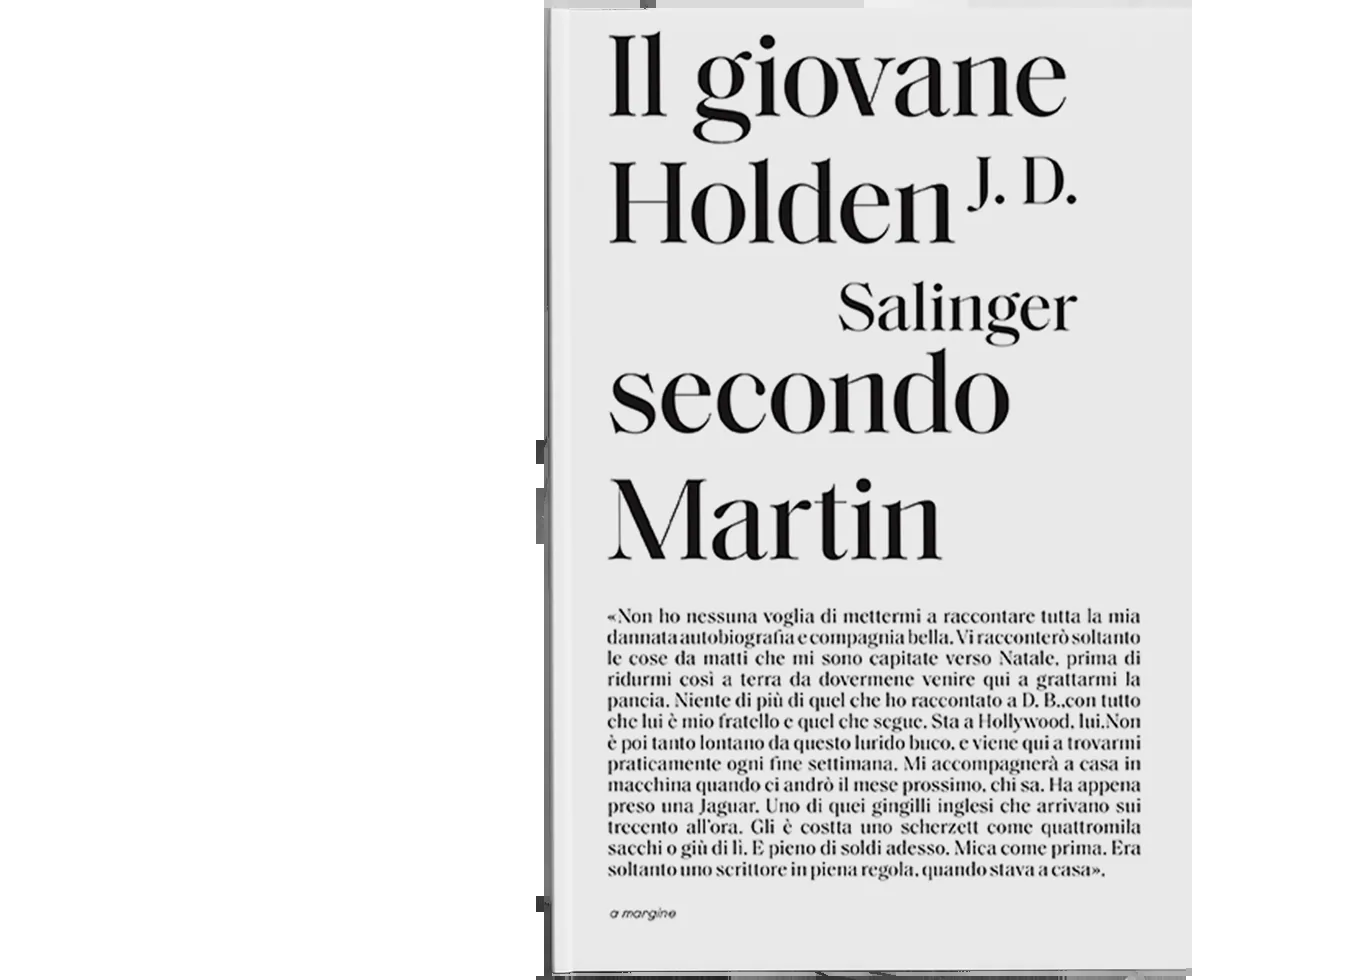 Il giovane
Holden J. D.
Salinger
secondo
Martin
«Non ho nessuna voglia di mettermi a raccontare tutta la mia
dannata autobiografia e compagnia bella. Vi racconterò soltanto
le cose da matti che mi sono capitate verso Natale, prima di
ridurmi così a terra da dovermene venire qui a grattarmi la
pancia. Niente di più di quel che ho raccontato a D. B.,con tutto
che lui è mio fratello e quel che segue. Sta a Hollywood, lui.Non
è poi tanto lontano da questo lurido buco, e viene qui a trovarmi
praticamente ogni fine settimana. Mi accompagnerà a casa in
macchina quando ci andrò il mese prossimo, chi sa. Ha appena
preso una Jaguar. Uno di quei gingilli inglesi che arrivano sui
trecento all'ora. Gli è costta uno scherzett come quattromila
sacchi o giù di lì. E pieno di soldi adesso. Mica come prima. Era
soltanto uno scrittore in piena regola, quando stava a casa».
a margine